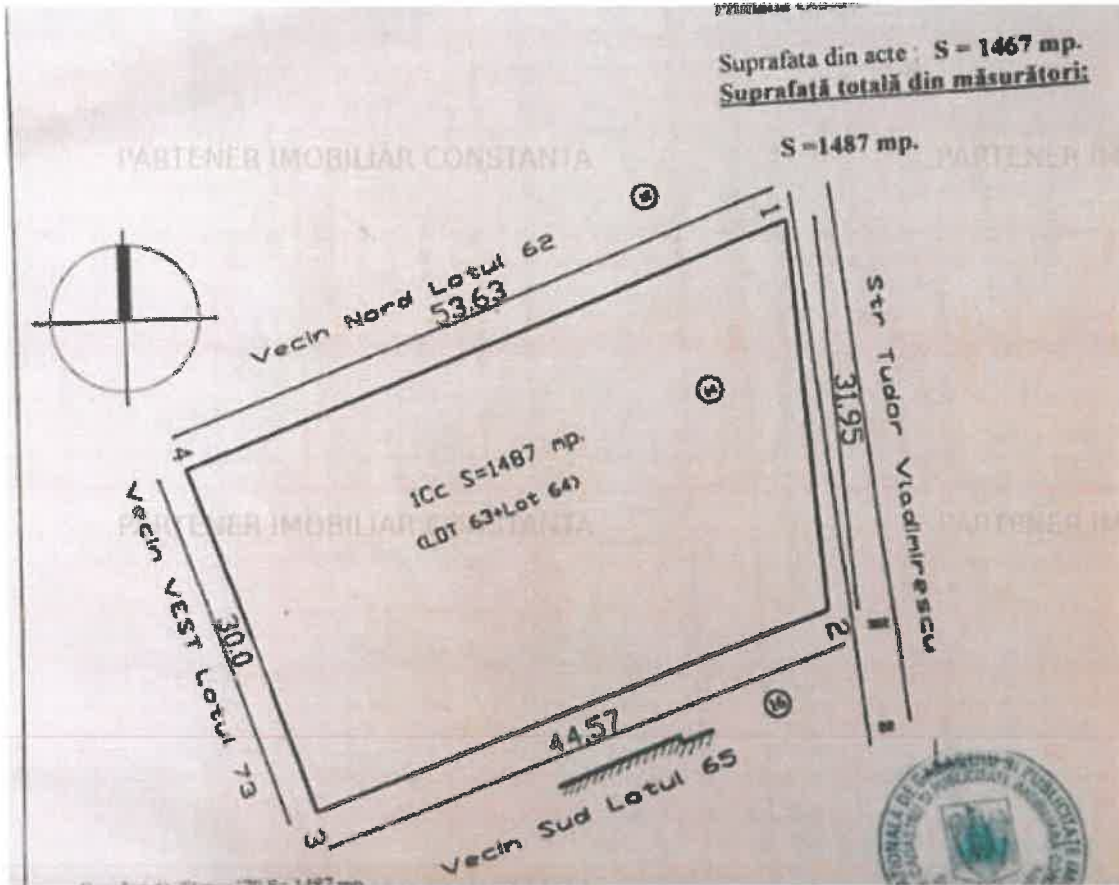 Suprafata din acte : S = 1467 mp.
Suprafață totală din măsurători:
S =1487 mp.
PARTENER IMOBILIAR CONSTANTA
PARTENER IM
Vecin Nord Lotul 62
53.63
1
Str Tudor Vladimirescu
31.95
4
1Cc S=1487 mp.
(LOT 63+Lot 64)
PARTENER IMOBILIAR CONSTANTA
PARTENER IM
Vecin VEST Lotul 73
30.0
2
44.57
16
3
Vecin Sud Lotul 65